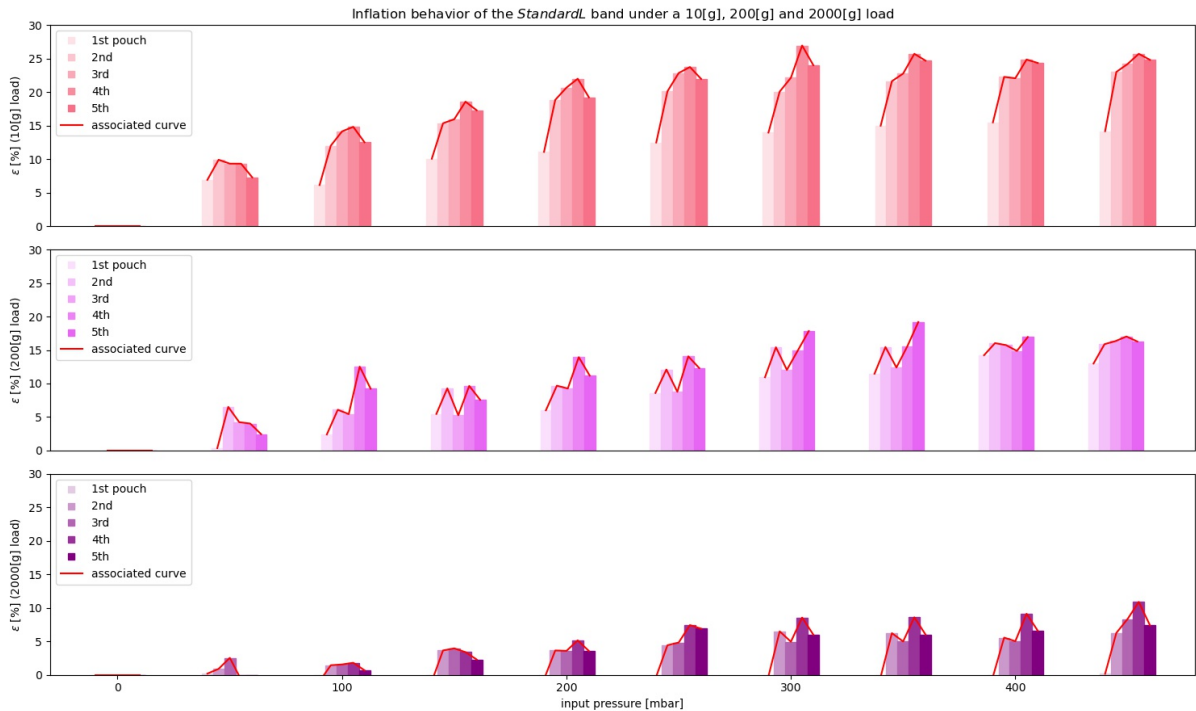 Inflation behavior of the StandardL band under a 10[g], 200[g] and 2000[g] load
30
25
20
15
10
5
0
ε [%] (10[g] load)
1st pouch
2nd
3rd
4th
5th
associated curve
30
25
20
15
10
5
0
ε [%] (200[g] load)
1st pouch
2nd
3rd
4th
5th
associated curve
30
25
20
15
10
5
0
ε [%] (2000[g] load)
1st pouch
2nd
3rd
4th
5th
associated curve
0 100 200 300 400
input pressure [mbar]